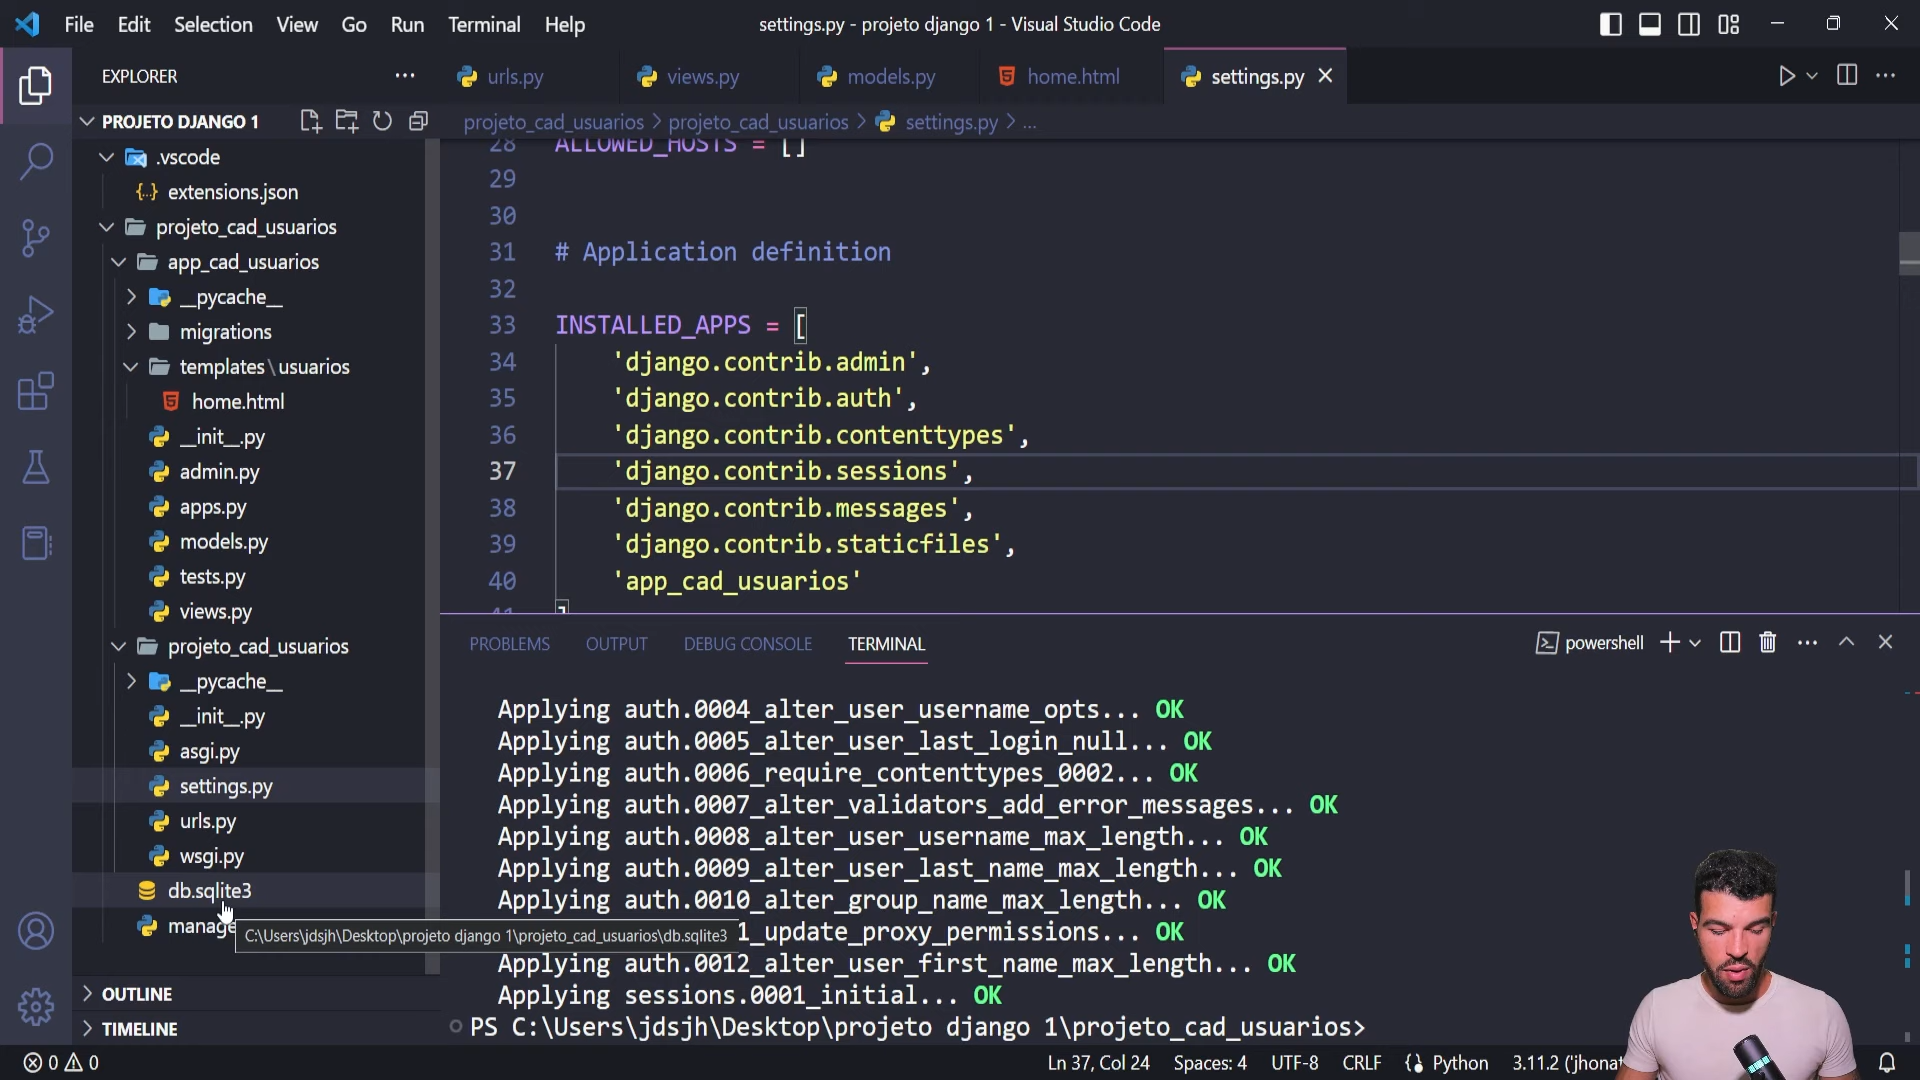 File Edit Selection View Go Run Terminal Help
settings.py - projeto django 1 - Visual Studio Code
EXPLORER
urls.py
views.py
models.py
home.html
settings.py
PROJETO DJANGO 1
projeto_cad_usuarios > projeto_cad_usuarios > settings.py > ...
.vscode
extensions.json
projeto_cad_usuarios
app_cad_usuarios
__pycache__
migrations
templates\usuarios
home.html
__init__.py
admin.py
apps.py
models.py
tests.py
views.py
projeto_cad_usuarios
__pycache__
__init__.py
asgi.py
settings.py
urls.py
wsgi.py
db.sqlite3
manage
C:\Users\jdsjh\Desktop\projeto django 1\projeto_cad_usuarios\db.sqlite3
OUTLINE
TIMELINE
28 ALLOWED_HOSTS = []
29
30
31 # Application definition
32
33 INSTALLED_APPS = [
34 'django.contrib.admin',
35 'django.contrib.auth',
36 'django.contrib.contenttypes',
37 'django.contrib.sessions',
38 'django.contrib.messages',
39 'django.contrib.staticfiles',
40 'app_cad_usuarios'
41 ]
PROBLEMS OUTPUT DEBUG CONSOLE TERMINAL
powershell
Applying auth.0004_alter_user_username_opts... OK
Applying auth.0005_alter_user_last_login_null... OK
Applying auth.0006_require_contenttypes_0002... OK
Applying auth.0007_alter_validators_add_error_messages... OK
Applying auth.0008_alter_user_username_max_length... OK
Applying auth.0009_alter_user_last_name_max_length... OK
Applying auth.0010_alter_group_name_max_length... OK
1_update_proxy_permissions... OK
Applying auth.0012_alter_user_first_name_max_length... OK
Applying sessions.0001_initial... OK
PS C:\Users\jdsjh\Desktop\projeto django 1\projeto_cad_usuarios>
0 0
Ln 37, Col 24 Spaces: 4 UTF-8 CRLF Python 3.11.2 ('jhonat